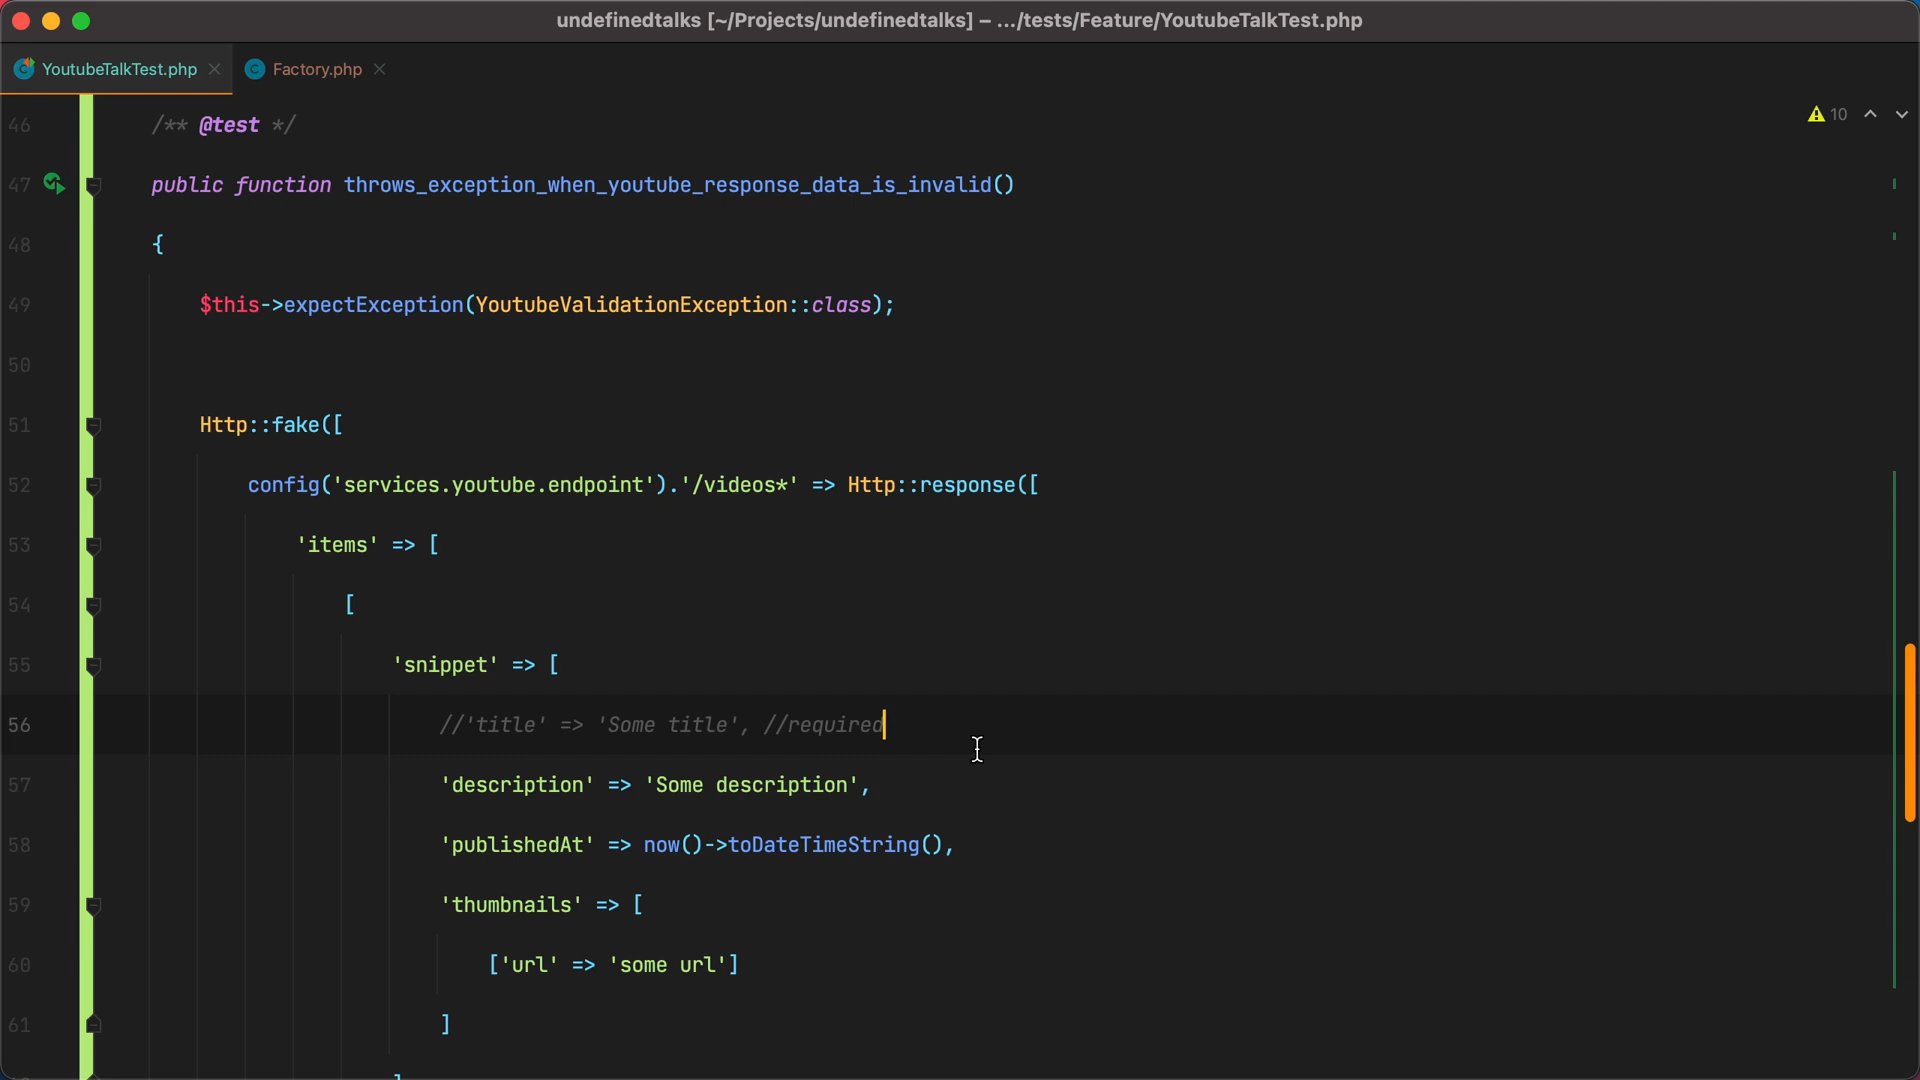 undefinedtalks [~/Projects/undefinedtalks] – .../tests/Feature/YoutubeTalkTest.php
YoutubeTalkTest.php
Factory.php
10
46 /** @test */
47 public function throws_exception_when_youtube_response_data_is_invalid()
48 {
49 $this->expectException(YoutubeValidationException::class);
50
51 Http::fake([
52 config('services.youtube.endpoint').'/videos*' => Http::response([
53 'items' => [
54 [
55 'snippet' => [
56 //'title' => 'Some title', //required
57 'description' => 'Some description',
58 'publishedAt' => now()->toDateTimeString(),
59 'thumbnails' => [
60 ['url' => 'some url']
61 ]